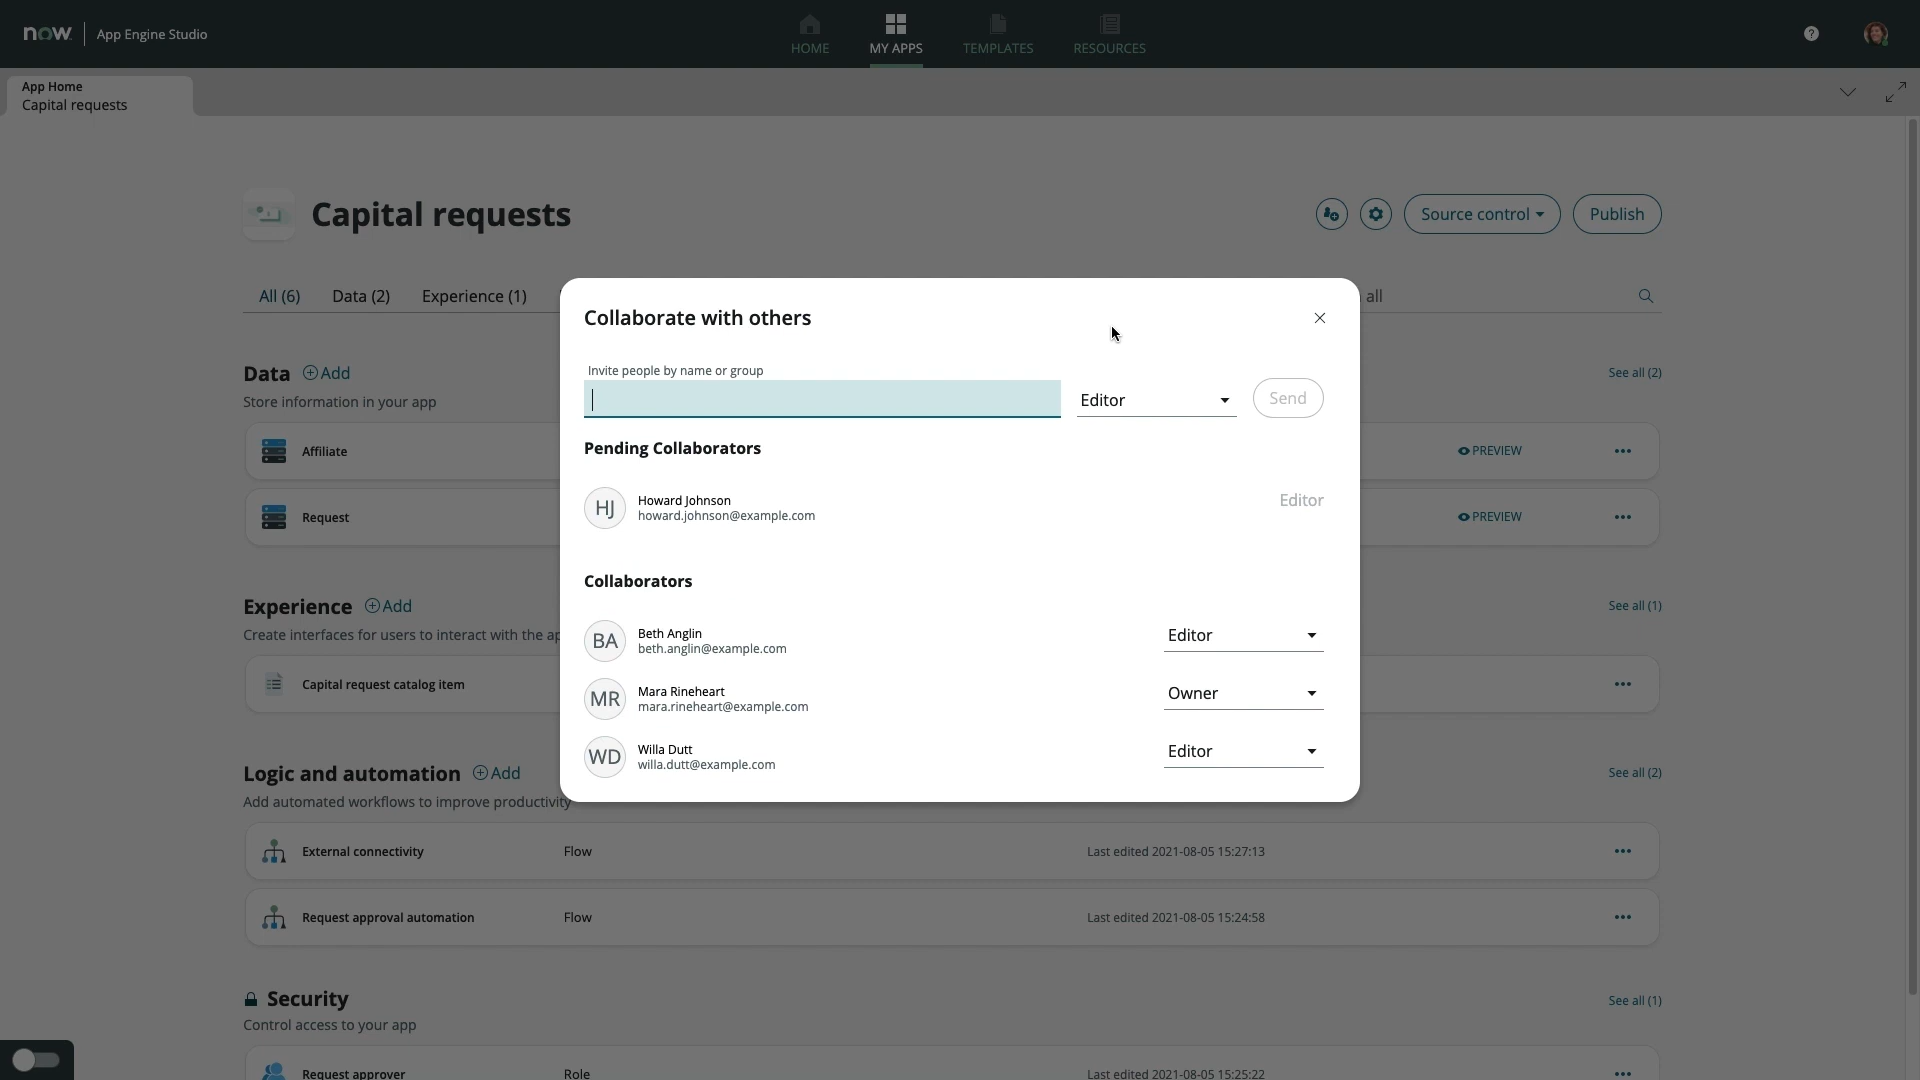 now
App Engine Studio
HOME
MY APPS
TEMPLATES
RESOURCES
?
App Home
Capital requests
Capital requests
Source control
Publish
All (6)
Data (2)
Experience (1)
all
Collaborate with others
Invite people by name or group
Editor
Send
Pending Collaborators
HJ
Howard Johnson
howard.johnson@example.com
Editor
Collaborators
BA
Beth Anglin
beth.anglin@example.com
Editor
MR
Mara Rineheart
mara.rineheart@example.com
Owner
WD
Willa Dutt
willa.dutt@example.com
Editor
Data
Add
See all (2)
Store information in your app
Affiliate
PREVIEW
Request
PREVIEW
Experience
Add
See all (1)
Create interfaces for users to interact with the
Capital request catalog item
Logic and automation
Add
See all (2)
Add automated workflows to improve productivity
External connectivity
Flow
Last edited 2021-08-05 15:27:13
Request approval automation
Flow
Last edited 2021-08-05 15:24:58
Security
See all (1)
Control access to your app
Request approver
Role
Last edited 2021-08-05 15:25:22